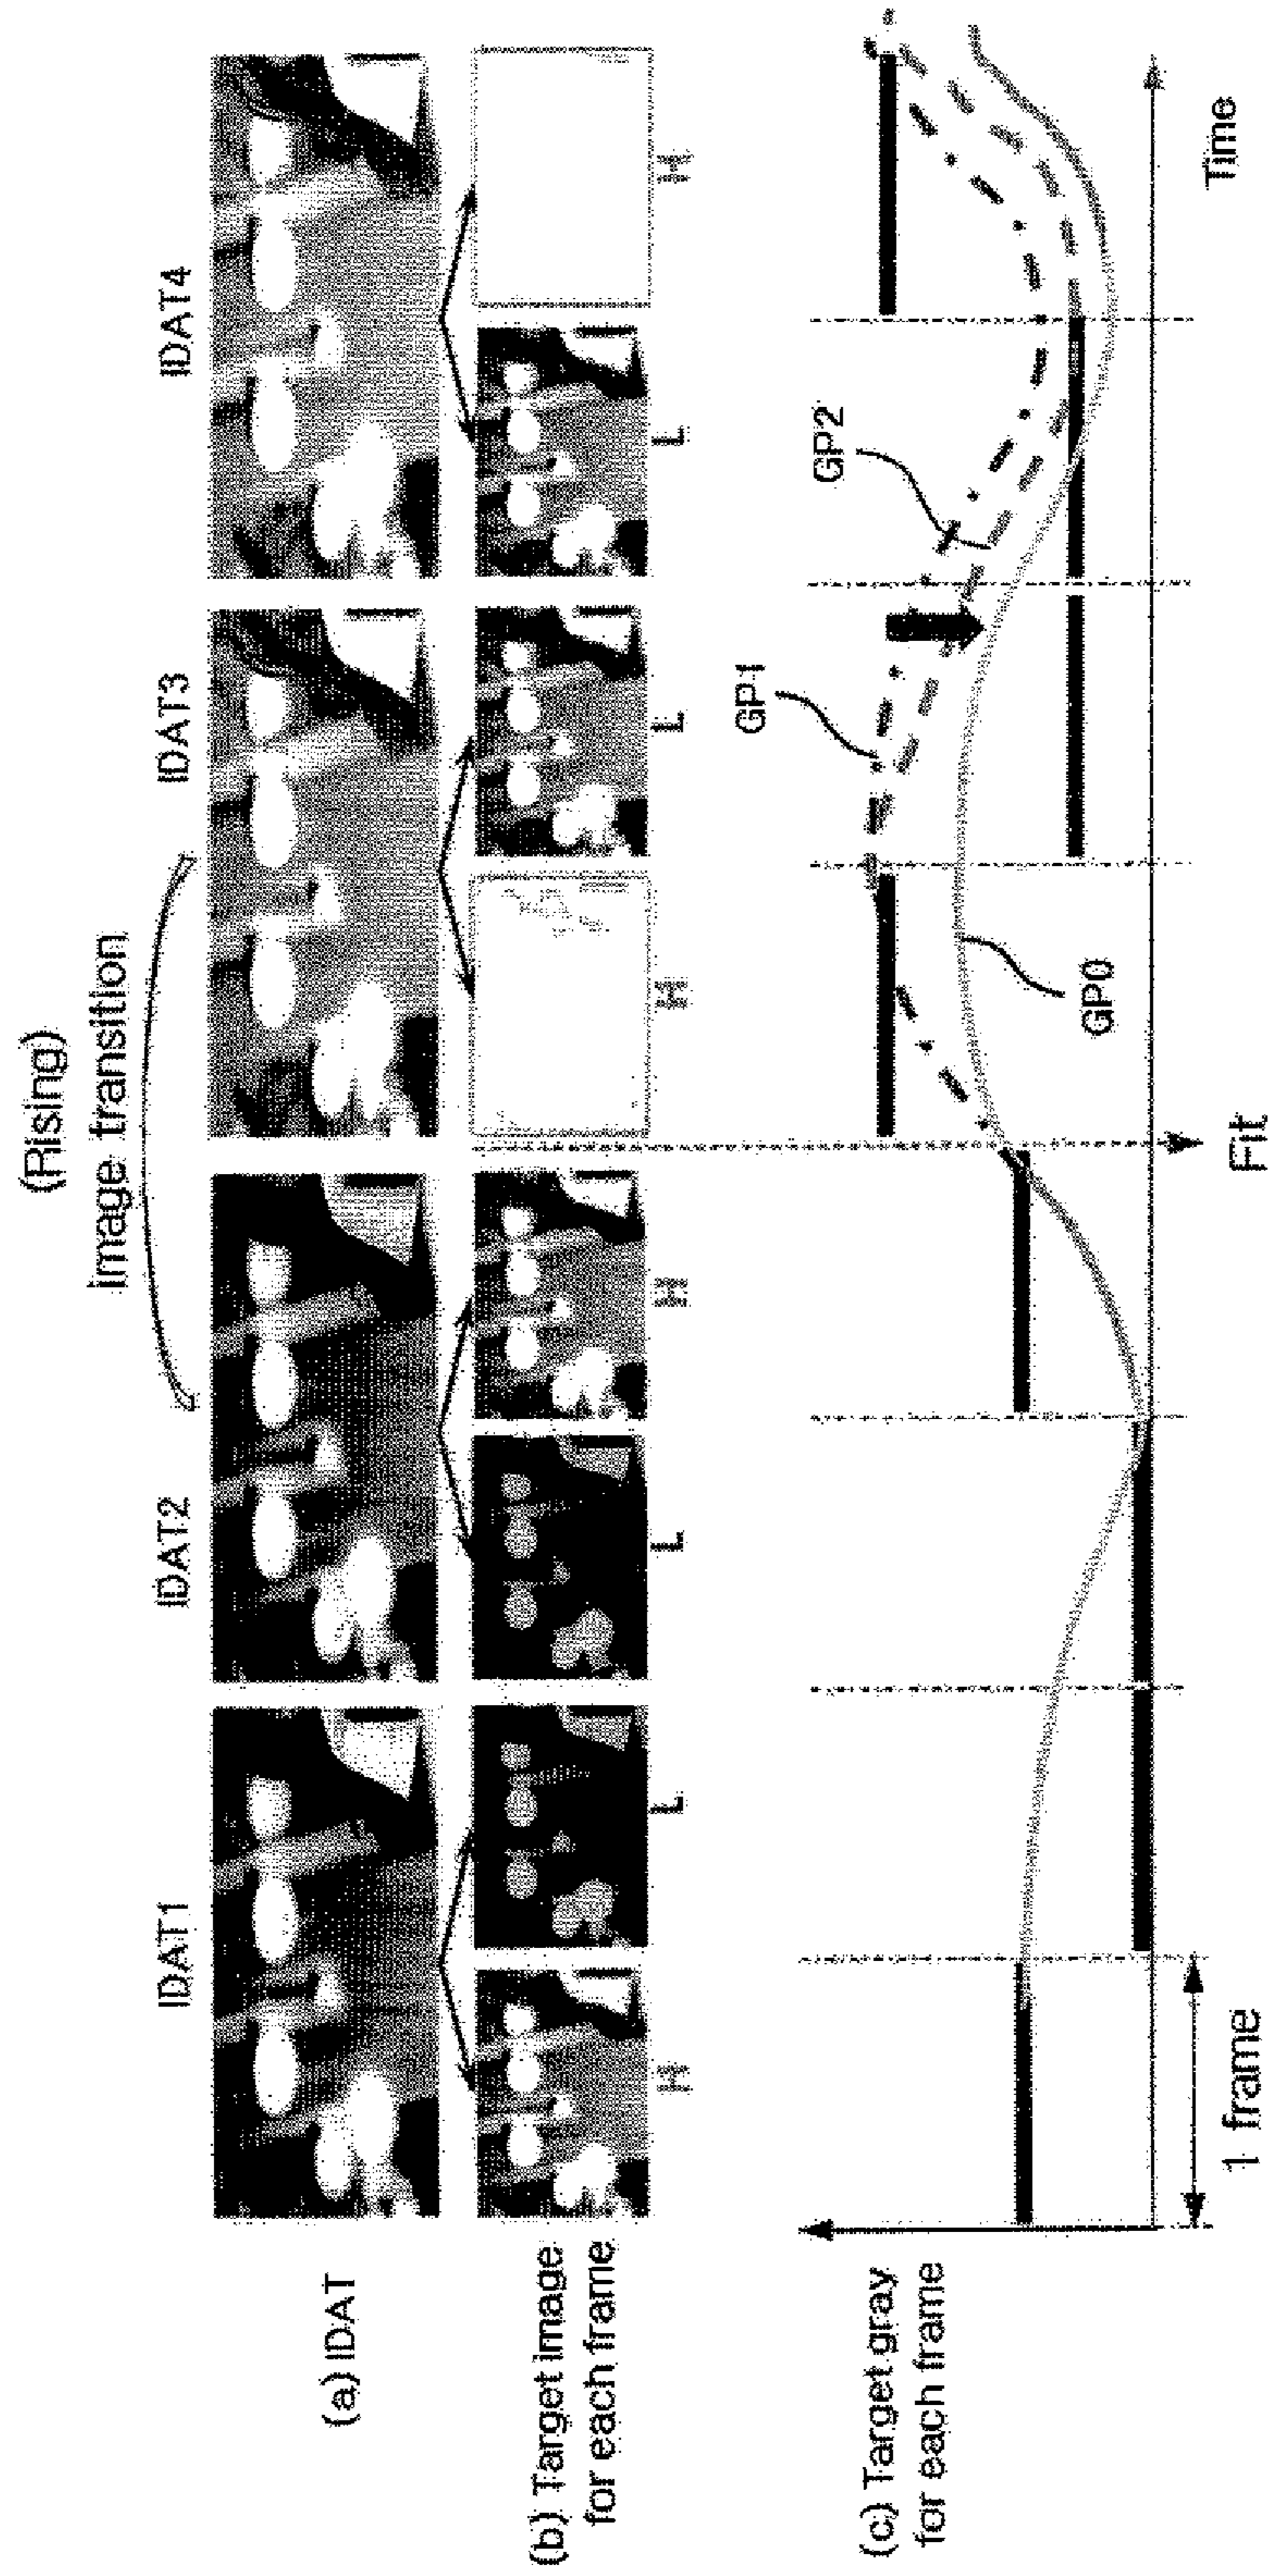 (Rising)
image transition
IDAT1
IDAT2
IDAT3
IDAT4
(a) IDAT
(b) Target image
for each frame
H
L
L
H
H
L
L
H
(c) Target gray
for each frame
GP0
GP1
GP2
1 frame
Fit
Time